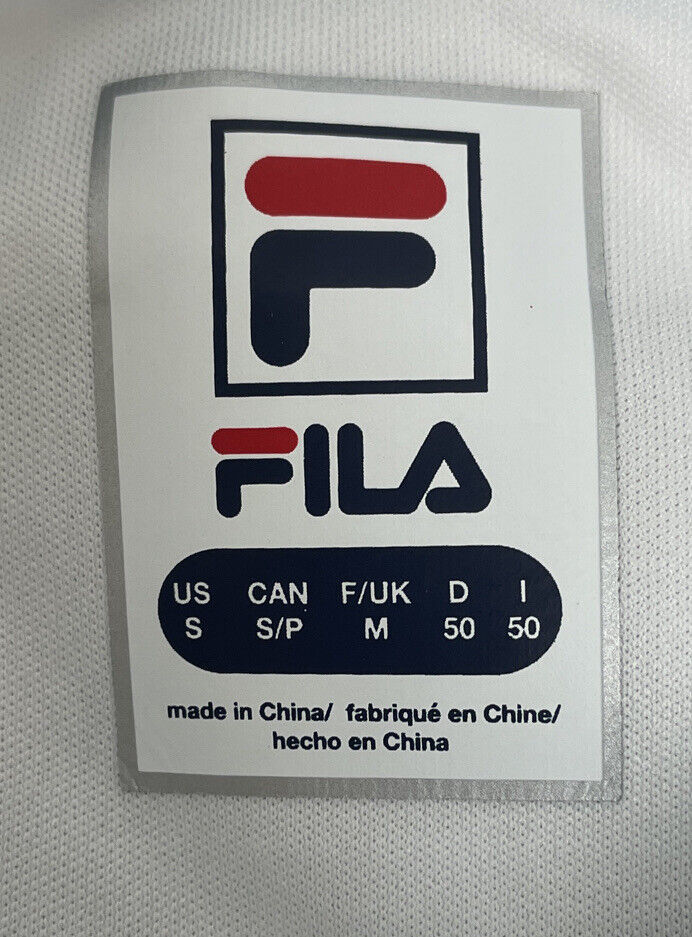 F
FILA
US CAN F/UK D I
S S/P M 50 50
made in China/ fabriqué en Chine/
hecho en China